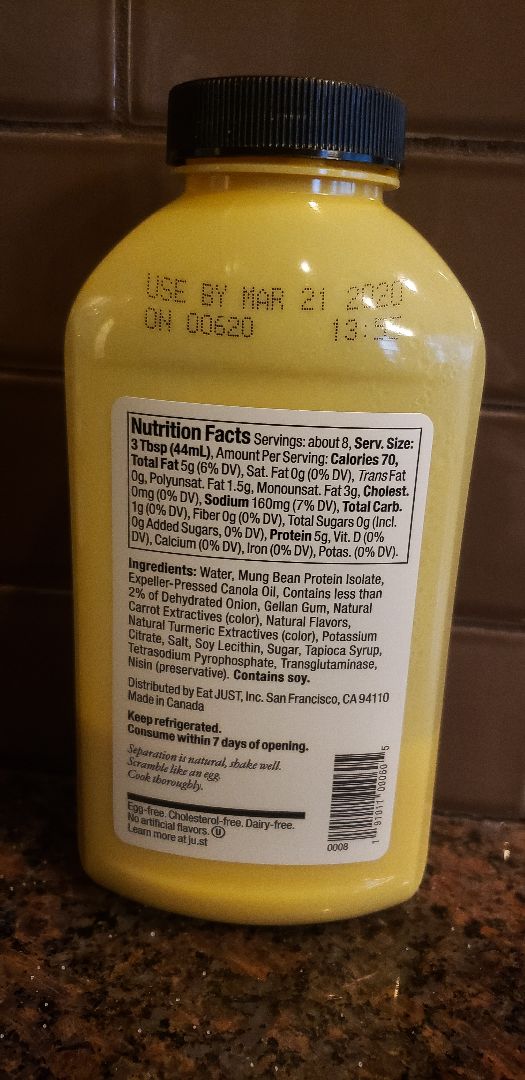 USE BY MAR 21 2020
ON 00620 13:
Nutrition Facts Servings: about 8, Serv. Size:
3 Tbsp (44mL), Amount Per Serving: Calories 70,
Total Fat 5g (6% DV), Sat. Fat 0g (0% DV), Trans Fat
0g, Polyunsat. Fat 1.5g, Monounsat. Fat 3g, Cholest.
0mg (0% DV), Sodium 160mg (7% DV), Total Carb.
1g (0% DV), Fiber 0g (0% DV), Total Sugars 0g (Incl.
0g Added Sugars, 0% DV), Protein 5g, Vit. D (0%
DV), Calcium (0% DV), Iron (0% DV), Potas. (0% DV).
Ingredients: Water, Mung Bean Protein Isolate,
Expeller-Pressed Canola Oil, Contains less than
2% of Dehydrated Onion, Gellan Gum, Natural
Carrot Extractives (color), Natural Flavors,
Natural Turmeric Extractives (color), Potassium
Citrate, Salt, Soy Lecithin, Sugar, Tapioca Syrup,
Tetrasodium Pyrophosphate, Transglutaminase,
Nisin (preservative). Contains soy.
Distributed by Eat JUST, Inc. San Francisco, CA 94110
Made in Canada
Keep refrigerated.
Consume within 7 days of opening.
Separation is natural, shake well.
Scramble like an egg.
Cook thoroughly.
Egg-free. Cholesterol-free. Dairy-free.
No artificial flavors. U
Learn more at ju.st
0008
1 91011 00060 5